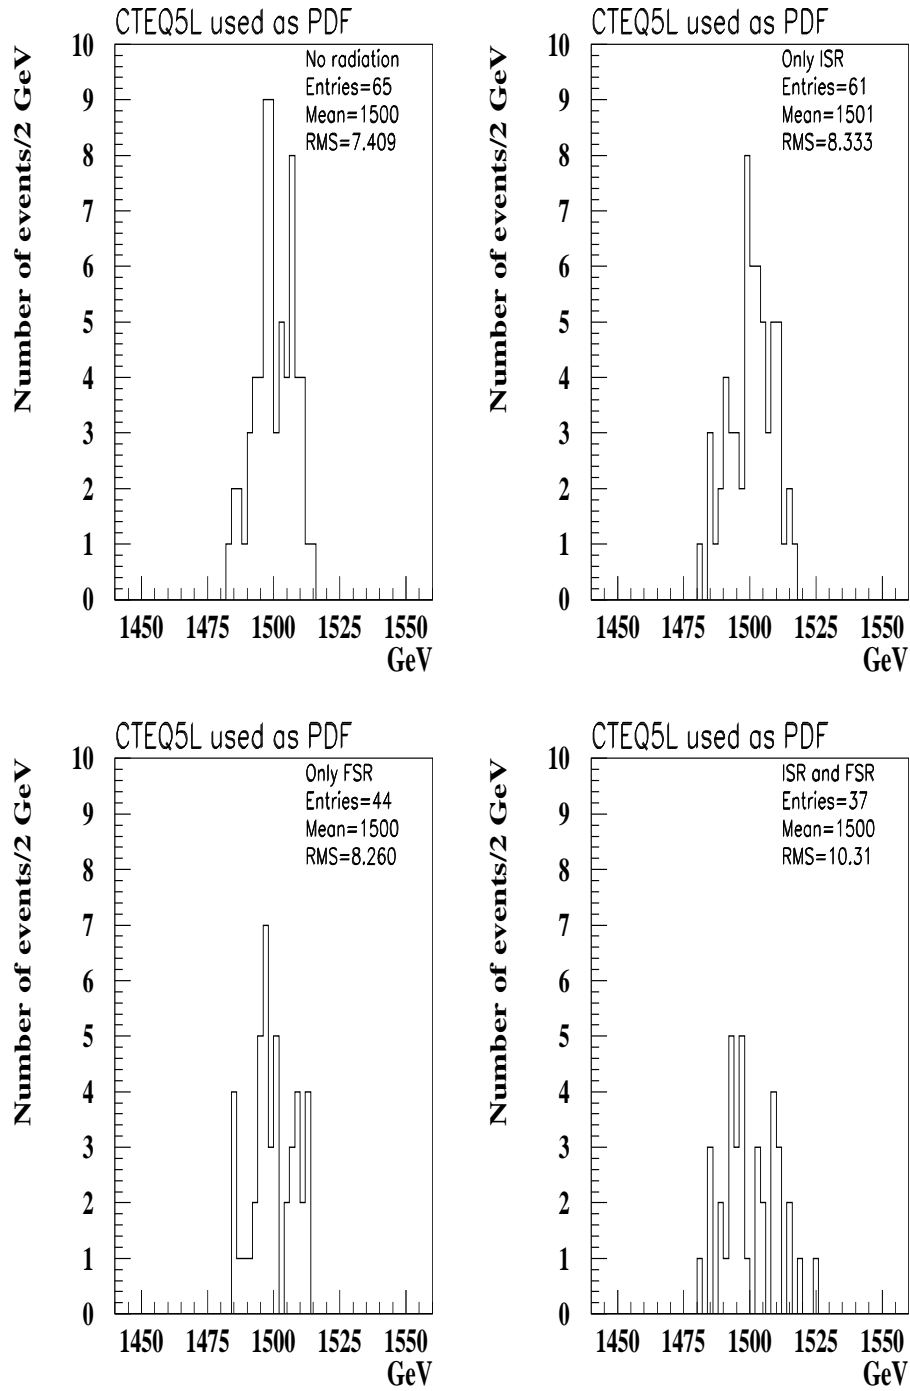 CTEQ5L used as PDF
Number of events/2 GeV
No radiation
Entries=65
Mean=1500
RMS=7.409
10
9
8
7
6
5
4
3
2
1
0
1450 1475 1500 1525 1550
GeV
CTEQ5L used as PDF
Number of events/2 GeV
Only ISR
Entries=61
Mean=1501
RMS=8.333
10
9
8
7
6
5
4
3
2
1
0
1450 1475 1500 1525 1550
GeV
CTEQ5L used as PDF
Number of events/2 GeV
Only FSR
Entries=44
Mean=1500
RMS=8.260
10
9
8
7
6
5
4
3
2
1
0
1450 1475 1500 1525 1550
GeV
CTEQ5L used as PDF
Number of events/2 GeV
ISR and FSR
Entries=37
Mean=1500
RMS=10.31
10
9
8
7
6
5
4
3
2
1
0
1450 1475 1500 1525 1550
GeV